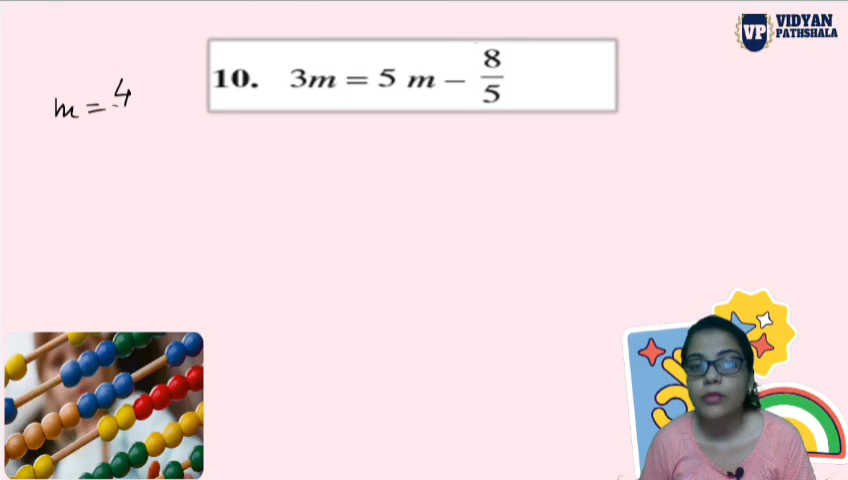 VP VIDYAN
PATHSHALA
10. 3m = 5 m − 8/5
m = 4